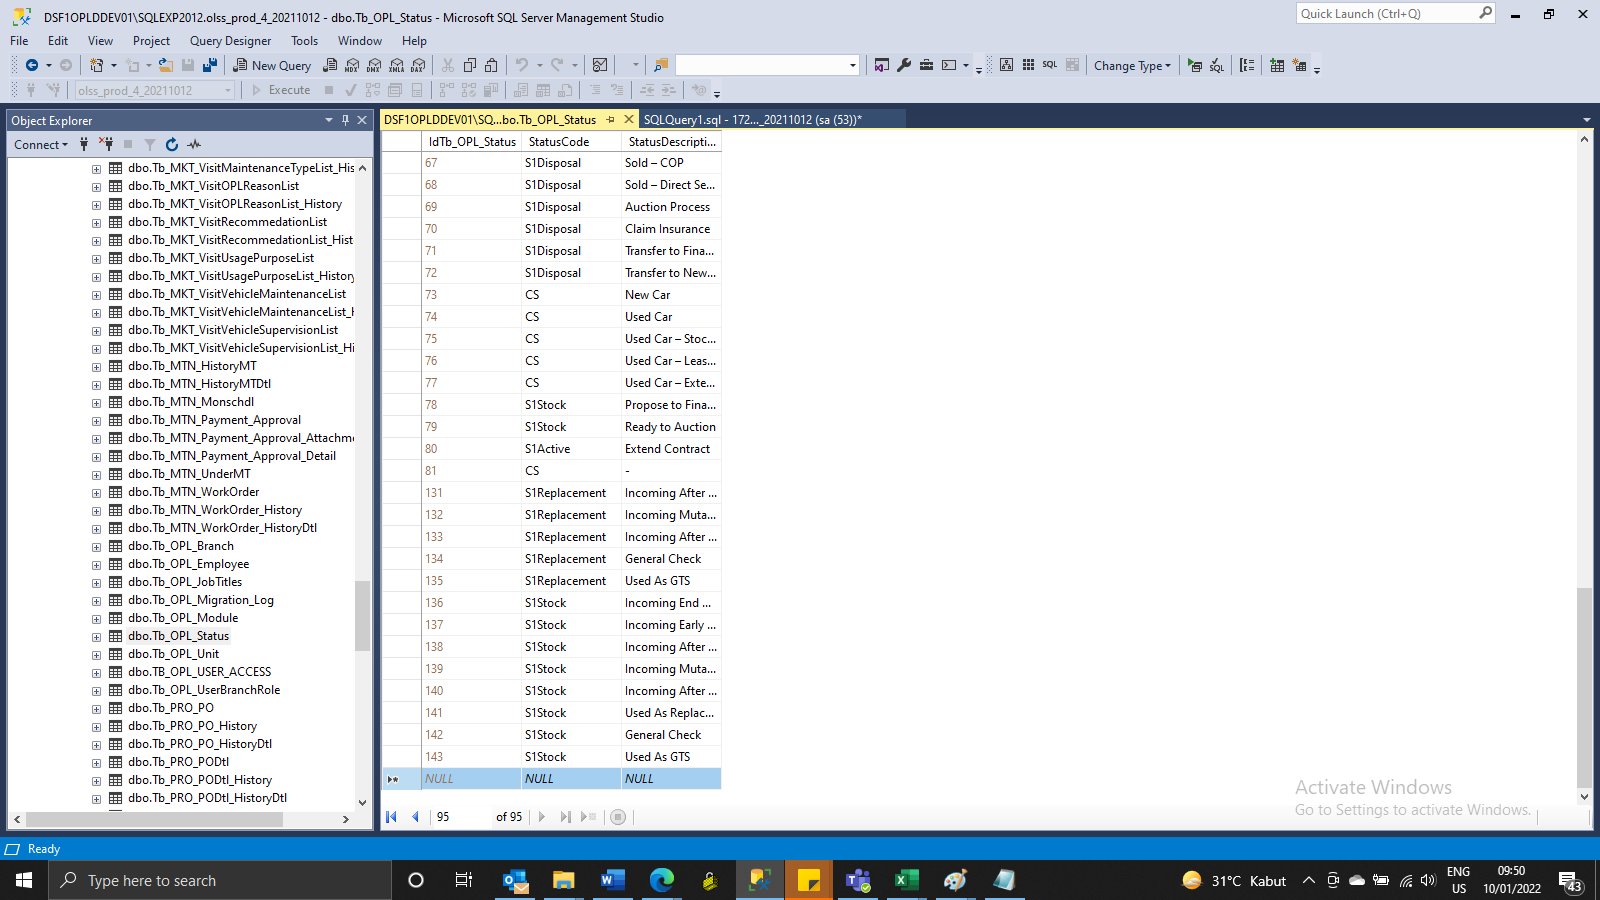 DSF1OPLDDEV01\SQLEXP2012.olss_prod_4_20211012 - dbo.Tb_OPL_Status - Microsoft SQL Server Management Studio
Quick Launch (Ctrl+Q)
File Edit View Project Query Designer Tools Window Help
New Query MDX DMX XMLA DAX SQL Change Type SQL
olss_prod_4_20211012 Execute
Object Explorer
Connect
dbo.Tb_MKT_VisitMaintenanceTypeList_His
dbo.Tb_MKT_VisitOPLReasonList
dbo.Tb_MKT_VisitOPLReasonList_History
dbo.Tb_MKT_VisitRecommedationList
dbo.Tb_MKT_VisitRecommedationList_Hist
dbo.Tb_MKT_VisitUsagePurposeList
dbo.Tb_MKT_VisitUsagePurposeList_History
dbo.Tb_MKT_VisitVehicleMaintenanceList
dbo.Tb_MKT_VisitVehicleMaintenanceList_H
dbo.Tb_MKT_VisitVehicleSupervisionList
dbo.Tb_MKT_VisitVehicleSupervisionList_Hi
dbo.Tb_MTN_HistoryMT
dbo.Tb_MTN_HistoryMTDtl
dbo.Tb_MTN_Monschdl
dbo.Tb_MTN_Payment_Approval
dbo.Tb_MTN_Payment_Approval_Attachme
dbo.Tb_MTN_Payment_Approval_Detail
dbo.Tb_MTN_UnderMT
dbo.Tb_MTN_WorkOrder
dbo.Tb_MTN_WorkOrder_History
dbo.Tb_MTN_WorkOrder_HistoryDtl
dbo.Tb_OPL_Branch
dbo.Tb_OPL_Employee
dbo.Tb_OPL_JobTitles
dbo.Tb_OPL_Migration_Log
dbo.Tb_OPL_Module
dbo.Tb_OPL_Status
dbo.Tb_OPL_Unit
dbo.TB_OPL_USER_ACCESS
dbo.Tb_OPL_UserBranchRole
dbo.Tb_PRO_PO
dbo.Tb_PRO_PO_History
dbo.Tb_PRO_PO_HistoryDtl
dbo.Tb_PRO_PODtl
dbo.Tb_PRO_PODtl_History
dbo.Tb_PRO_PODtl_HistoryDtl
DSF1OPLDDEV01\SQ...bo.Tb_OPL_Status SQLQuery1.sql - 172..._20211012 (sa (53))*
IdTb_OPL_Status StatusCode StatusDescripti...
67 S1Disposal Sold – COP
68 S1Disposal Sold – Direct Se...
69 S1Disposal Auction Process
70 S1Disposal Claim Insurance
71 S1Disposal Transfer to Fina...
72 S1Disposal Transfer to New...
73 CS New Car
74 CS Used Car
75 CS Used Car – Stoc...
76 CS Used Car – Leas...
77 CS Used Car – Exte...
78 S1Stock Propose to Fina...
79 S1Stock Ready to Auction
80 S1Active Extend Contract
81 CS -
131 S1Replacement Incoming After ...
132 S1Replacement Incoming Muta...
133 S1Replacement Incoming After ...
134 S1Replacement General Check
135 S1Replacement Used As GTS
136 S1Stock Incoming End ...
137 S1Stock Incoming Early ...
138 S1Stock Incoming After ...
139 S1Stock Incoming Muta...
140 S1Stock Incoming After ...
141 S1Stock Used As Replac...
142 S1Stock General Check
143 S1Stock Used As GTS
NULL NULL NULL
95 of 95
Activate Windows
Go to Settings to activate Windows.
Ready
Type here to search
31°C Kabut
ENG
US
09:50
10/01/2022
43